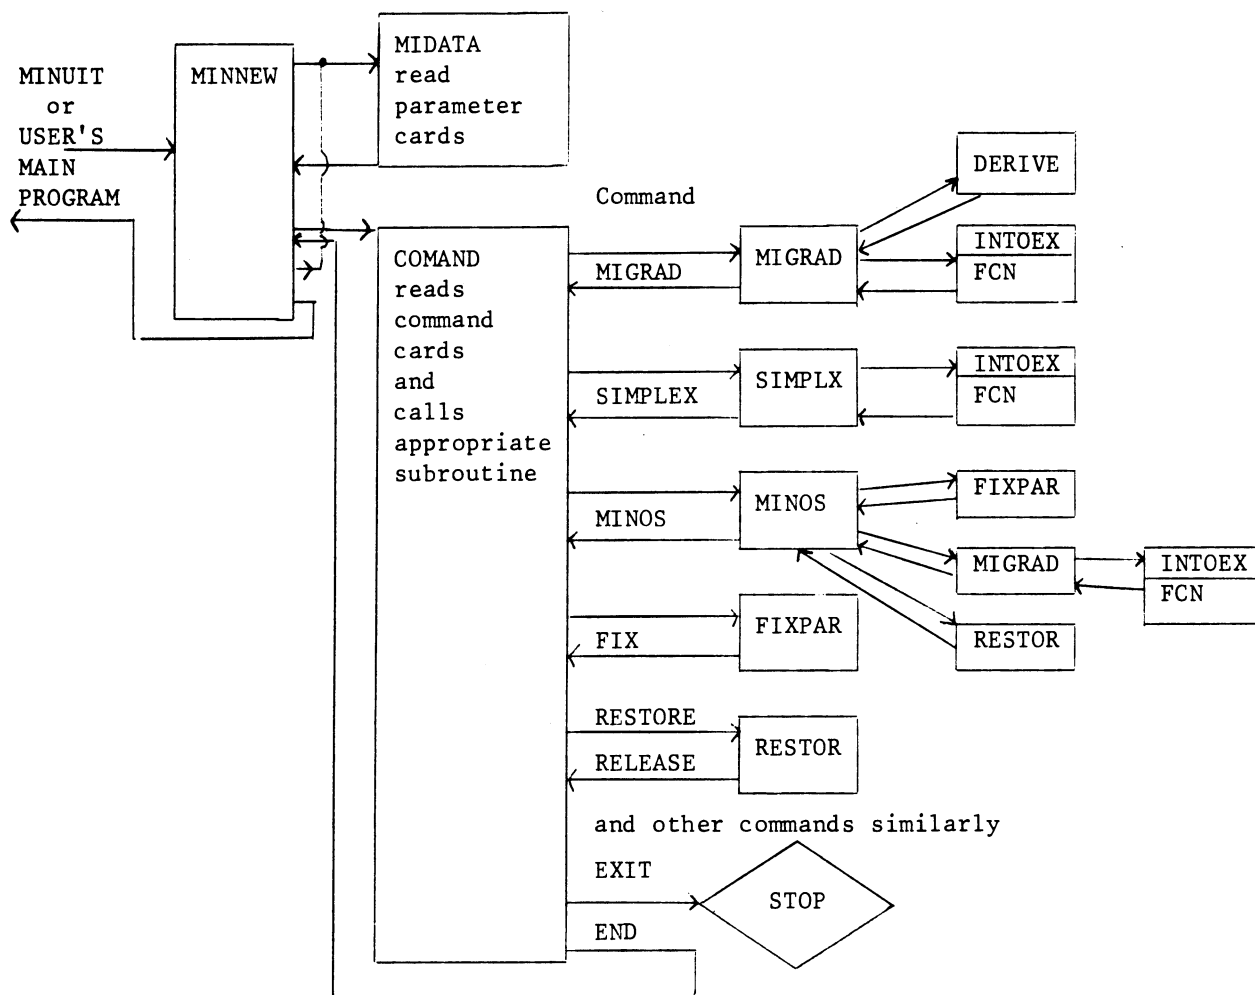 MINUIT
or
USER'S
MAIN
PROGRAM
MINNEW
MIDATA
read
parameter
cards
COMAND
reads
command
cards
and
calls
appropriate
subroutine
Command
MIGRAD
MIGRAD
DERIVE
INTOEX
FCN
SIMPLEX
SIMPLX
INTOEX
FCN
MINOS
MINOS
FIXPAR
MIGRAD
INTOEX
FCN
RESTOR
FIX
FIXPAR
RESTORE
RELEASE
RESTOR
and other commands similarly
EXIT
STOP
END